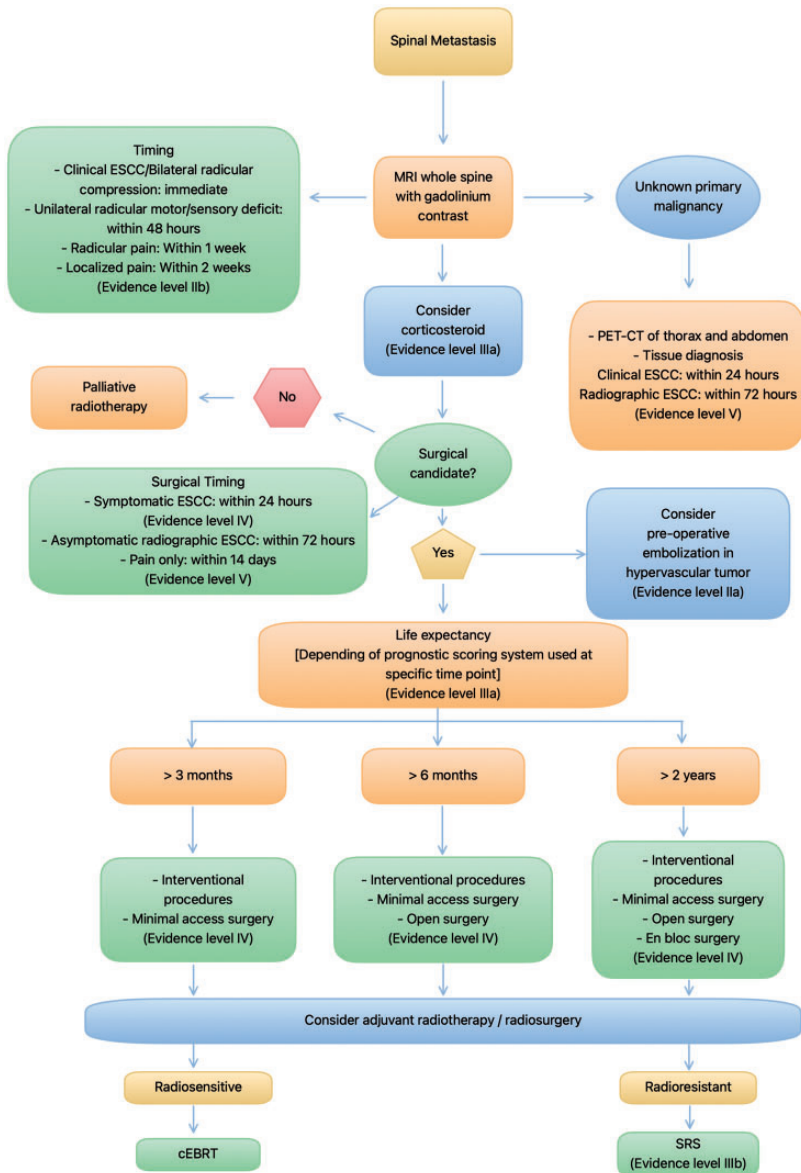 Spinal Metastasis
Timing
- Clinical ESCC/Bilateral radicular
compression: immediate
- Unilateral radicular motor/sensory deficit:
within 48 hours
- Radicular pain: Within 1 week
- Localized pain: Within 2 weeks
(Evidence level IIb)
MRI whole spine
with gadolinium
contrast
Unknown primary
malignancy
Consider
corticosteroid
(Evidence level IIIa)
- PET-CT of thorax and abdomen
- Tissue diagnosis
Clinical ESCC: within 24 hours
Radiographic ESCC: within 72 hours
(Evidence level V)
Palliative
radiotherapy
No
Surgical
candidate?
Surgical Timing
- Symptomatic ESCC: within 24 hours
(Evidence level IV)
- Asymptomatic radiographic ESCC: within 72 hours
- Pain only: within 14 days
(Evidence level V)
Yes
Consider
pre-operative
embolization in
hypervascular tumor
(Evidence level IIa)
Life expectancy
[Depending of prognostic scoring system used at
specific time point]
(Evidence level IIIa)
> 3 months
> 6 months
> 2 years
- Interventional
procedures
- Minimal access surgery
(Evidence level IV)
- Interventional procedures
- Minimal access surgery
- Open surgery
(Evidence level IV)
- Interventional
procedures
- Minimal access surgery
- Open surgery
- En bloc surgery
(Evidence level IV)
Consider adjuvant radiotherapy / radiosurgery
Radiosensitive
Radioresistant
cEBRT
SRS
(Evidence level IIIb)